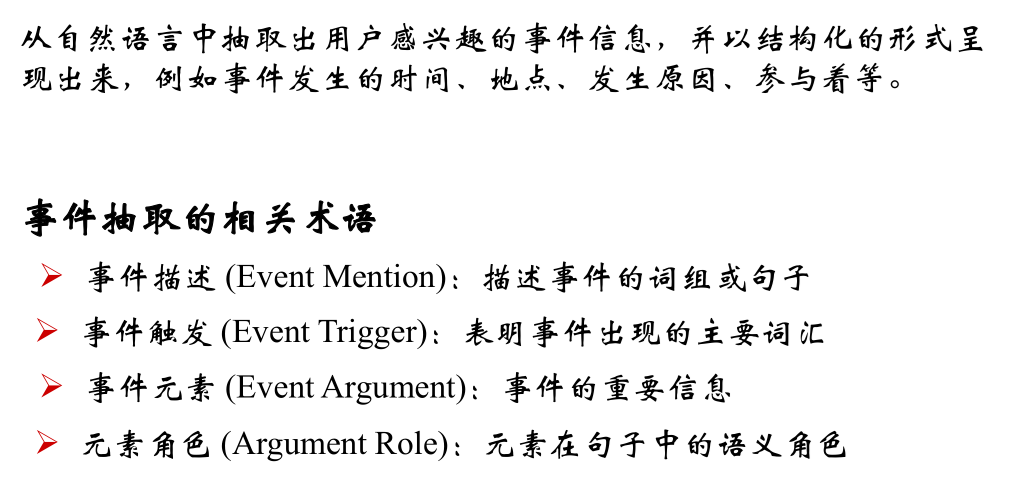 从自然语言中抽取出用户感兴趣的事件信息，并以结构化的形式呈
现出来，例如事件发生的时间、地点、发生原因、参与着等。
事件抽取的相关术语
事件描述 (Event Mention)：描述事件的词组或句子
事件触发 (Event Trigger)：表明事件出现的主要词汇
事件元素 (Event Argument)：事件的重要信息
元素角色 (Argument Role)：元素在句子中的语义角色